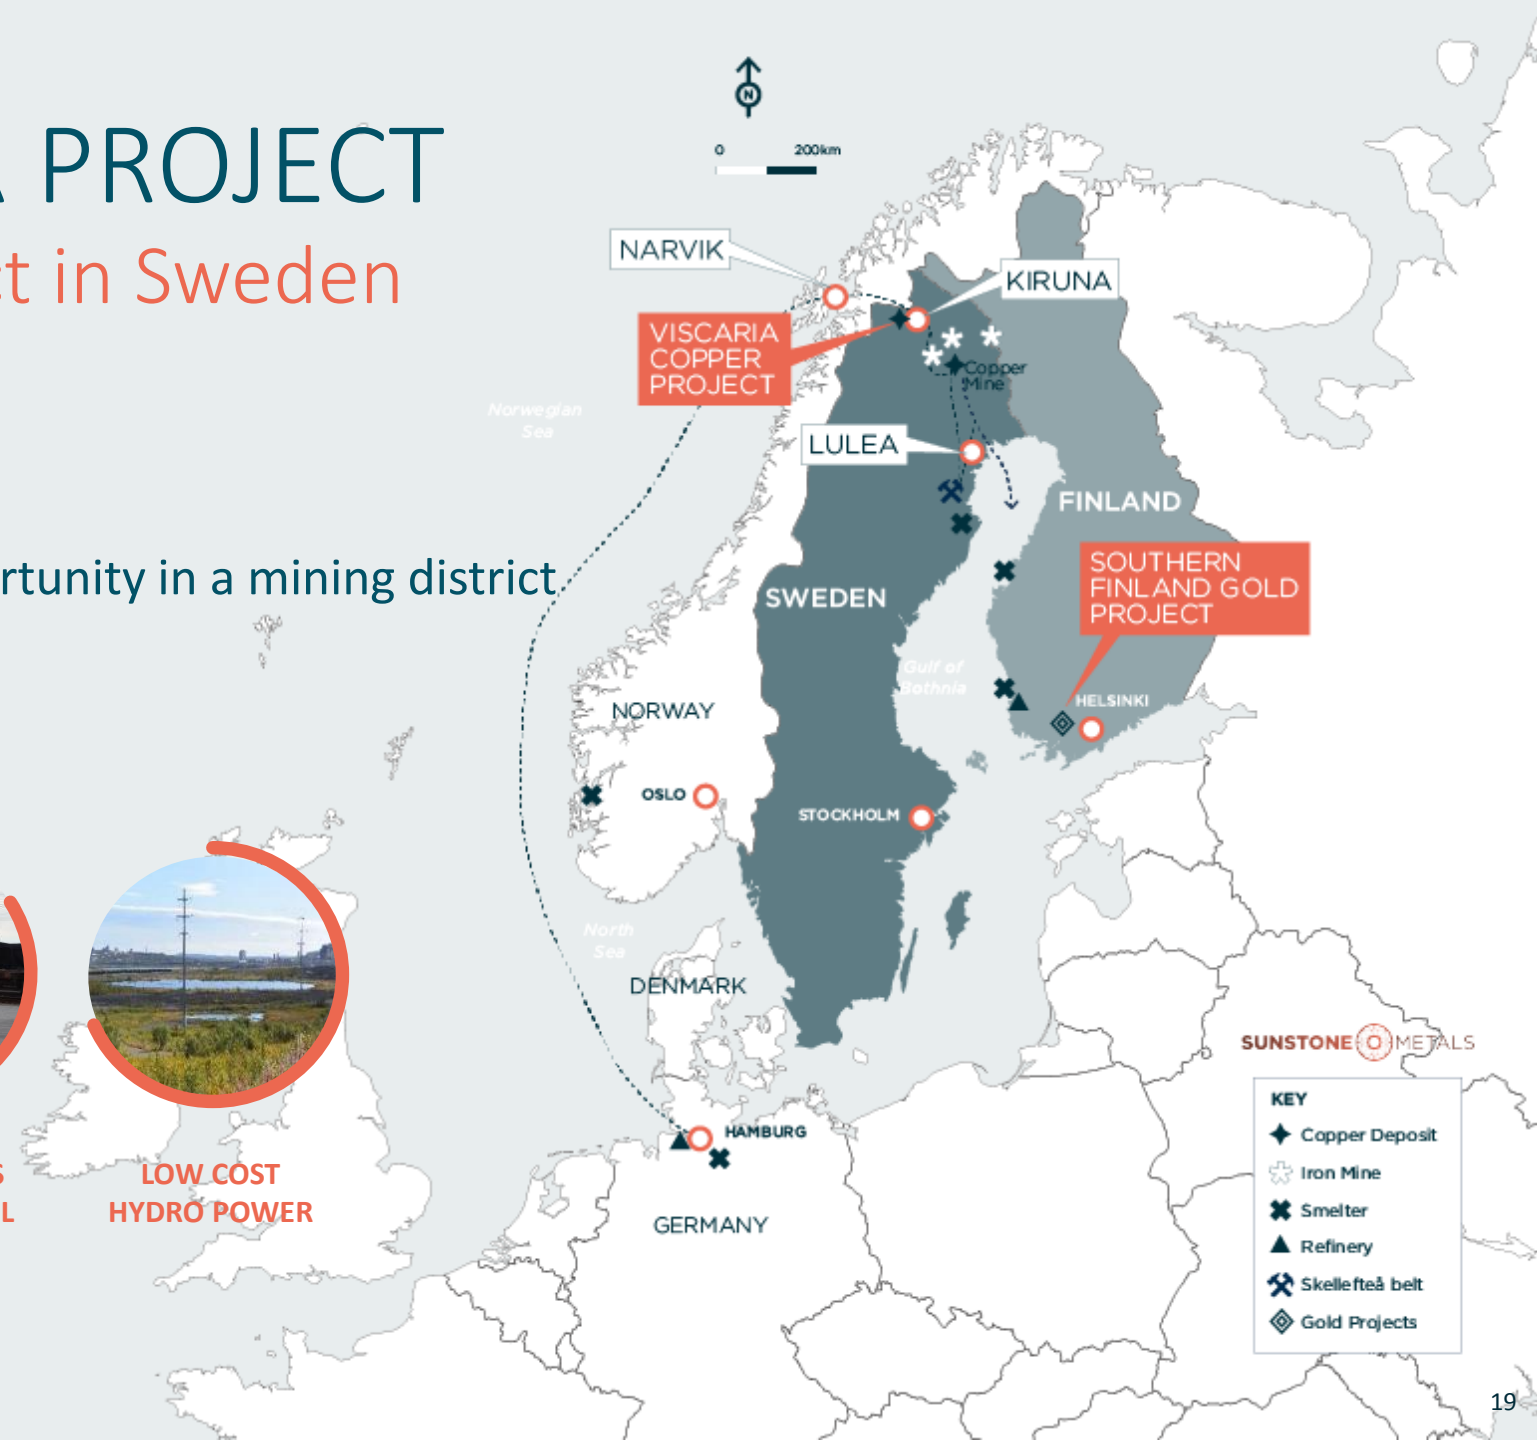 A PROJECT
ct in Sweden
rtunity in a mining district
S
L
LOW COST
HYDRO POWER
N
0 200km
NARVIK
KIRUNA
VISCARIA
COPPER
PROJECT
Copper
Mine
Norwegian
Sea
LULEA
FINLAND
SOUTHERN
FINLAND GOLD
PROJECT
SWEDEN
Gulf of
Bothnia
HELSINKI
NORWAY
OSLO
STOCKHOLM
North
Sea
DENMARK
HAMBURG
GERMANY
SUNSTONE METALS
KEY
Copper Deposit
Iron Mine
Smelter
Refinery
Skellefteå belt
Gold Projects
19